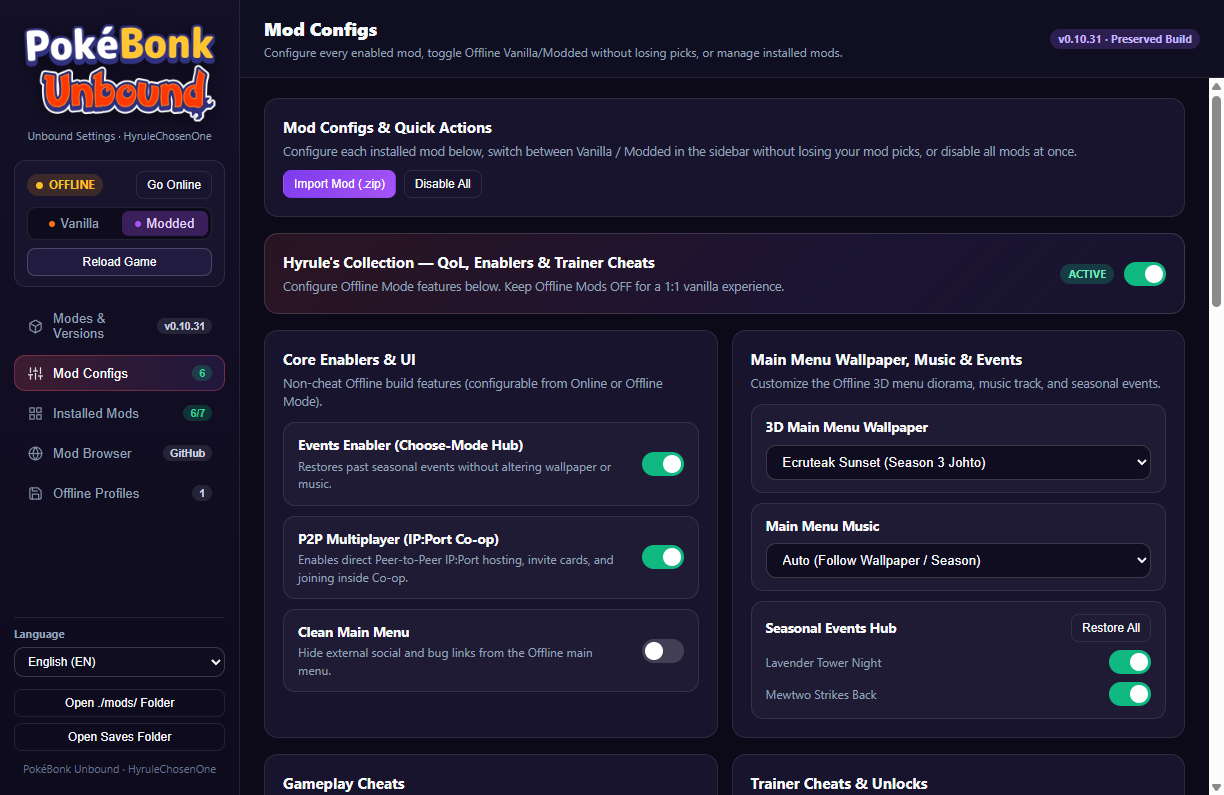 PokéBonk
Unbound
Unbound Settings · HyruleChosenOne
OFFLINE
Go Online
Vanilla
Modded
Reload Game
Modes & Versions
v0.10.31
Mod Configs
6
Installed Mods
6/7
Mod Browser
GitHub
Offline Profiles
1
Language
English (EN)
Open ./mods/ Folder
Open Saves Folder
PokéBonk Unbound · HyruleChosenOne
Mod Configs
Configure every enabled mod, toggle Offline Vanilla/Modded without losing picks, or manage installed mods.
v0.10.31 · Preserved Build
Mod Configs & Quick Actions
Configure each installed mod below, switch between Vanilla / Modded in the sidebar without losing your mod picks, or disable all mods at once.
Import Mod (.zip)
Disable All
Hyrule's Collection — QoL, Enablers & Trainer Cheats
Configure Offline Mode features below. Keep Offline Mods OFF for a 1:1 vanilla experience.
ACTIVE
Core Enablers & UI
Non-cheat Offline build features (configurable from Online or Offline
Mode).
Events Enabler (Choose-Mode Hub)
Restores past seasonal events without altering wallpaper or
music.
P2P Multiplayer (IP:Port Co-op)
Enables direct Peer-to-Peer IP:Port hosting, invite cards, and
joining inside Co-op.
Clean Main Menu
Hide external social and bug links from the Offline main
menu.
Main Menu Wallpaper, Music & Events
Customize the Offline 3D menu diorama, music track, and seasonal events.
3D Main Menu Wallpaper
Ecruteak Sunset (Season 3 Johto)
Main Menu Music
Auto (Follow Wallpaper / Season)
Seasonal Events Hub
Restore All
Lavender Tower Night
Mewtwo Strikes Back
Gameplay Cheats
Trainer Cheats & Unlocks